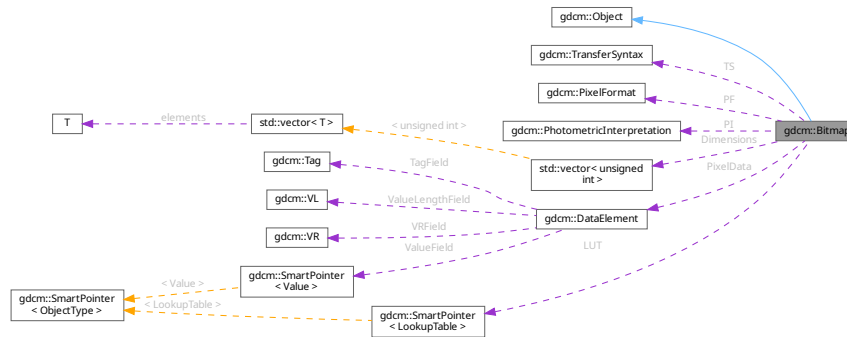 gdcm::Object
gdcm::TransferSyntax
TS
gdcm::PixelFormat
PF
T
elements
std::vector< T >
< unsigned int >
gdcm::PhotometricInterpretation
PI
gdcm::Bitmap
Dimensions
gdcm::Tag
TagField
std::vector< unsigned
int >
PixelData
gdcm::VL
ValueLengthField
gdcm::DataElement
VRField
gdcm::VR
ValueField
LUT
gdcm::SmartPointer
< Value >
< Value >
gdcm::SmartPointer
< ObjectType >
< LookupTable >
gdcm::SmartPointer
< LookupTable >